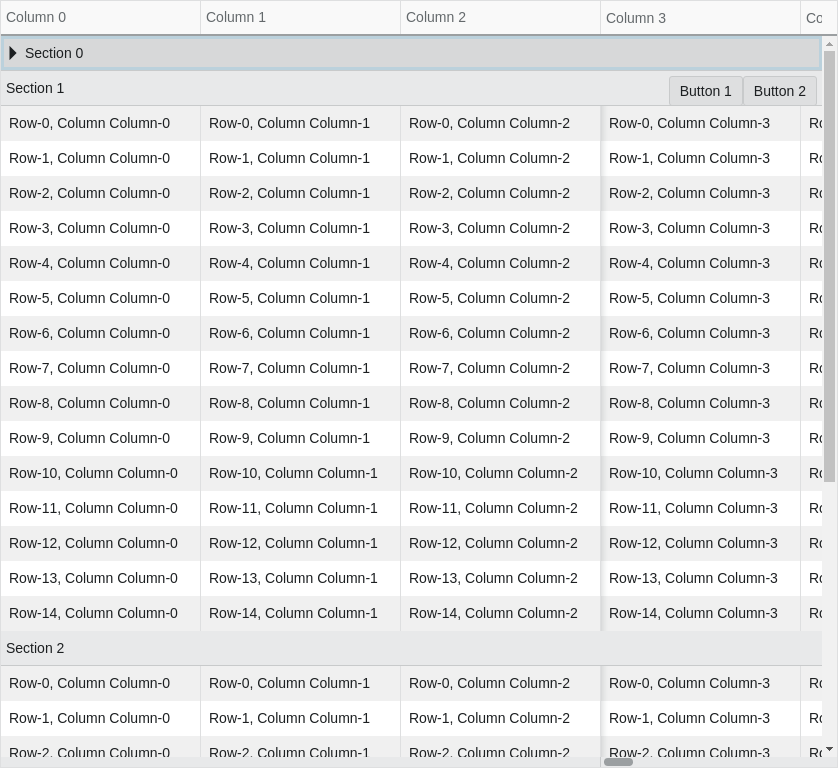 Column 0 Column 1 Column 2 Column 3 Co
Section 0
Section 1 Button 1 Button 2
Row-0, Column Column-0 Row-0, Column Column-1 Row-0, Column Column-2 Row-0, Column Column-3 Ro
Row-1, Column Column-0 Row-1, Column Column-1 Row-1, Column Column-2 Row-1, Column Column-3 Ro
Row-2, Column Column-0 Row-2, Column Column-1 Row-2, Column Column-2 Row-2, Column Column-3 Ro
Row-3, Column Column-0 Row-3, Column Column-1 Row-3, Column Column-2 Row-3, Column Column-3 Ro
Row-4, Column Column-0 Row-4, Column Column-1 Row-4, Column Column-2 Row-4, Column Column-3 Ro
Row-5, Column Column-0 Row-5, Column Column-1 Row-5, Column Column-2 Row-5, Column Column-3 Ro
Row-6, Column Column-0 Row-6, Column Column-1 Row-6, Column Column-2 Row-6, Column Column-3 Ro
Row-7, Column Column-0 Row-7, Column Column-1 Row-7, Column Column-2 Row-7, Column Column-3 Ro
Row-8, Column Column-0 Row-8, Column Column-1 Row-8, Column Column-2 Row-8, Column Column-3 Ro
Row-9, Column Column-0 Row-9, Column Column-1 Row-9, Column Column-2 Row-9, Column Column-3 Ro
Row-10, Column Column-0 Row-10, Column Column-1 Row-10, Column Column-2 Row-10, Column Column-3 Ro
Row-11, Column Column-0 Row-11, Column Column-1 Row-11, Column Column-2 Row-11, Column Column-3 Ro
Row-12, Column Column-0 Row-12, Column Column-1 Row-12, Column Column-2 Row-12, Column Column-3 Ro
Row-13, Column Column-0 Row-13, Column Column-1 Row-13, Column Column-2 Row-13, Column Column-3 Ro
Row-14, Column Column-0 Row-14, Column Column-1 Row-14, Column Column-2 Row-14, Column Column-3 Ro
Section 2
Row-0, Column Column-0 Row-0, Column Column-1 Row-0, Column Column-2 Row-0, Column Column-3 Ro
Row-1, Column Column-0 Row-1, Column Column-1 Row-1, Column Column-2 Row-1, Column Column-3 Ro
Row-2, Column Column-0 Row-2, Column Column-1 Row-2, Column Column-2 Row-2, Column Column-3 Ro